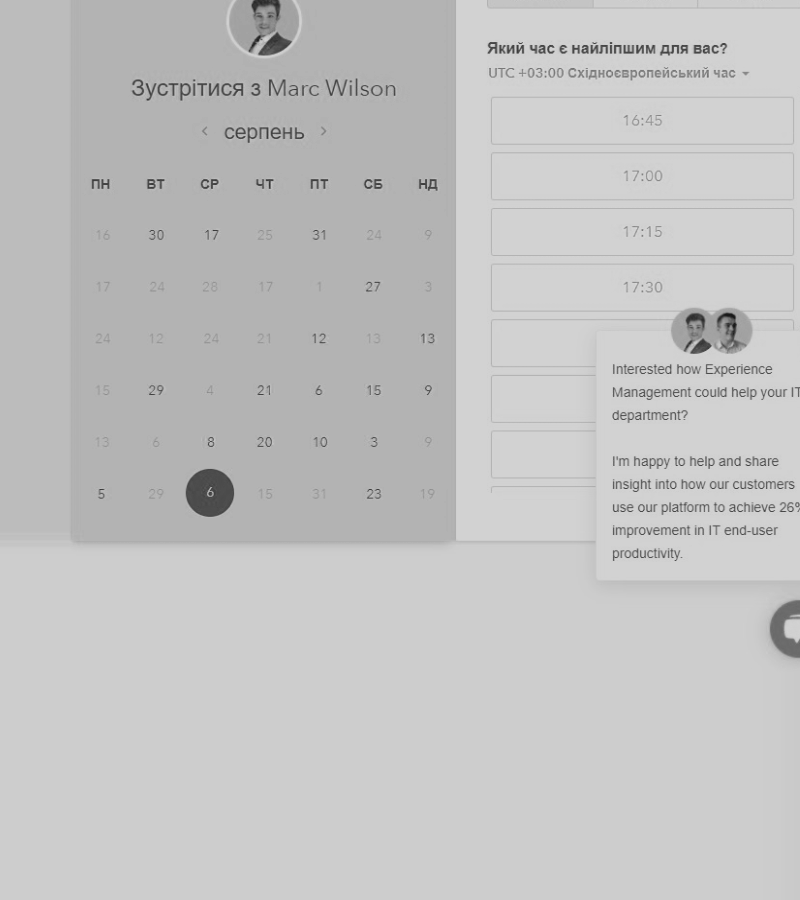 Зустрітися з Marc Wilson
серпень
ПН ВТ СР ЧТ ПТ СБ НД
16 30 17 25 31 24 9
17 24 28 17 1 27 3
24 12 24 21 12 13 13
15 29 4 21 6 15 9
13 6 8 20 10 3 9
5 29 6 15 31 23 19
Який час є найліпшим для вас?
UTC +03:00 Східноєвропейський час
16:45
17:00
17:15
17:30
Interested how Experience
Management could help your IT
department?
I'm happy to help and share
insight into how our customers
use our platform to achieve 26%
improvement in IT end-user
productivity.